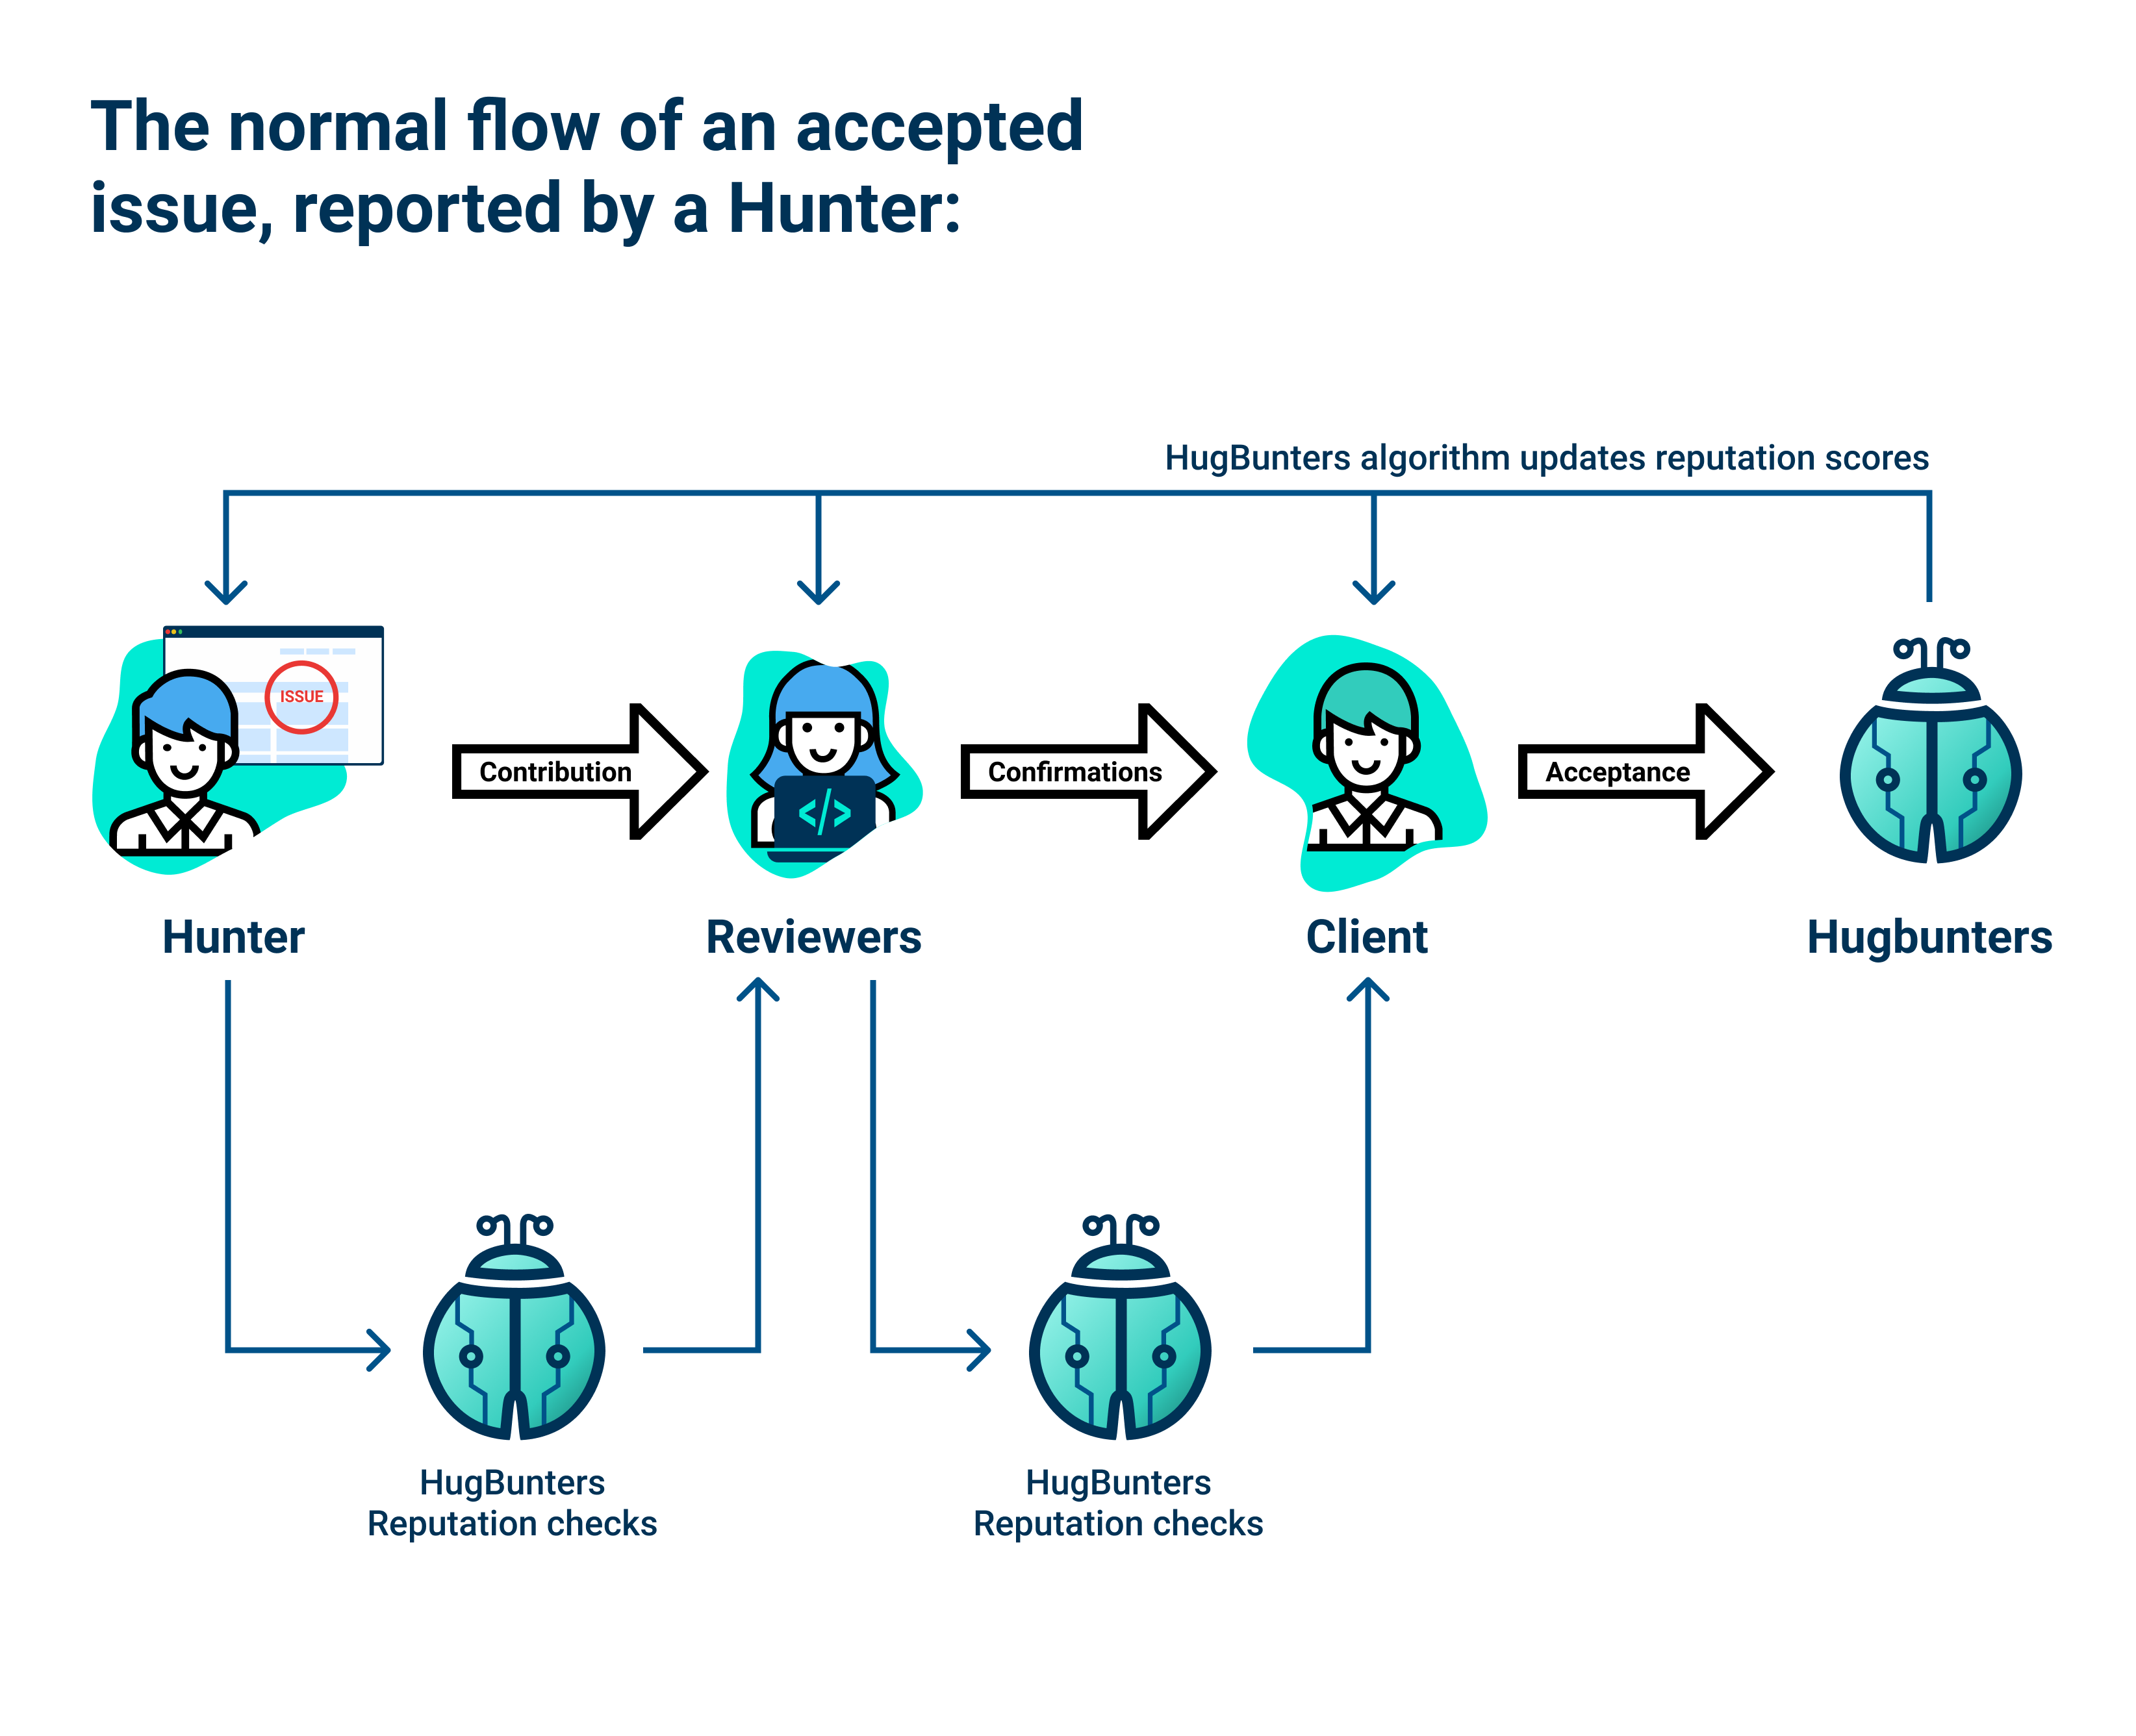 The normal flow of an accepted
issue, reported by a Hunter:
HugBunters algorithm updates reputation scores
ISSUE
Contribution
Confirmations
Acceptance
Hunter
Reviewers
Client
Hugbunters
HugBunters
Reputation checks
HugBunters
Reputation checks